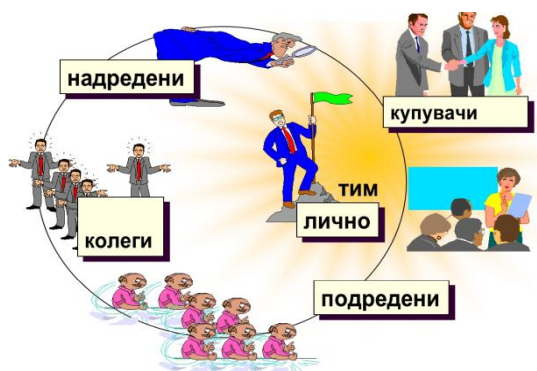 надредени
купувачи
тим
лично
колеги
подредени